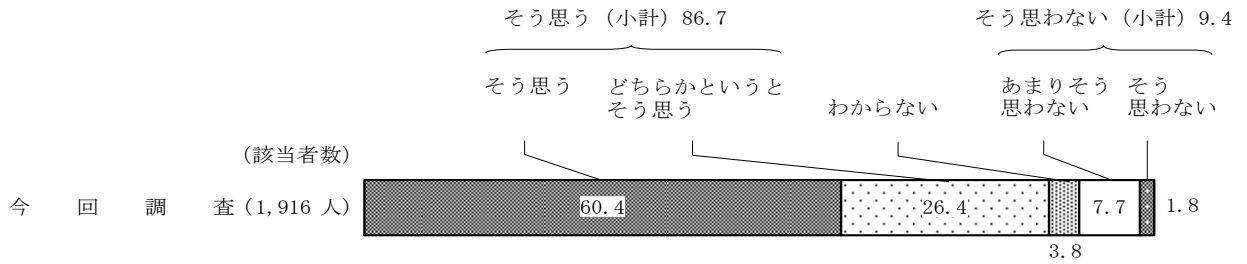 そう思う（小計）86.7
そう思わない（小計）9.4
そう思う
どちらかというと
そう思う
わからない
あまりそう
思わない
そう
思わない
（該当者数）
今回調査（1,916 人）
60.4
26.4
3.8
7.7
1.8